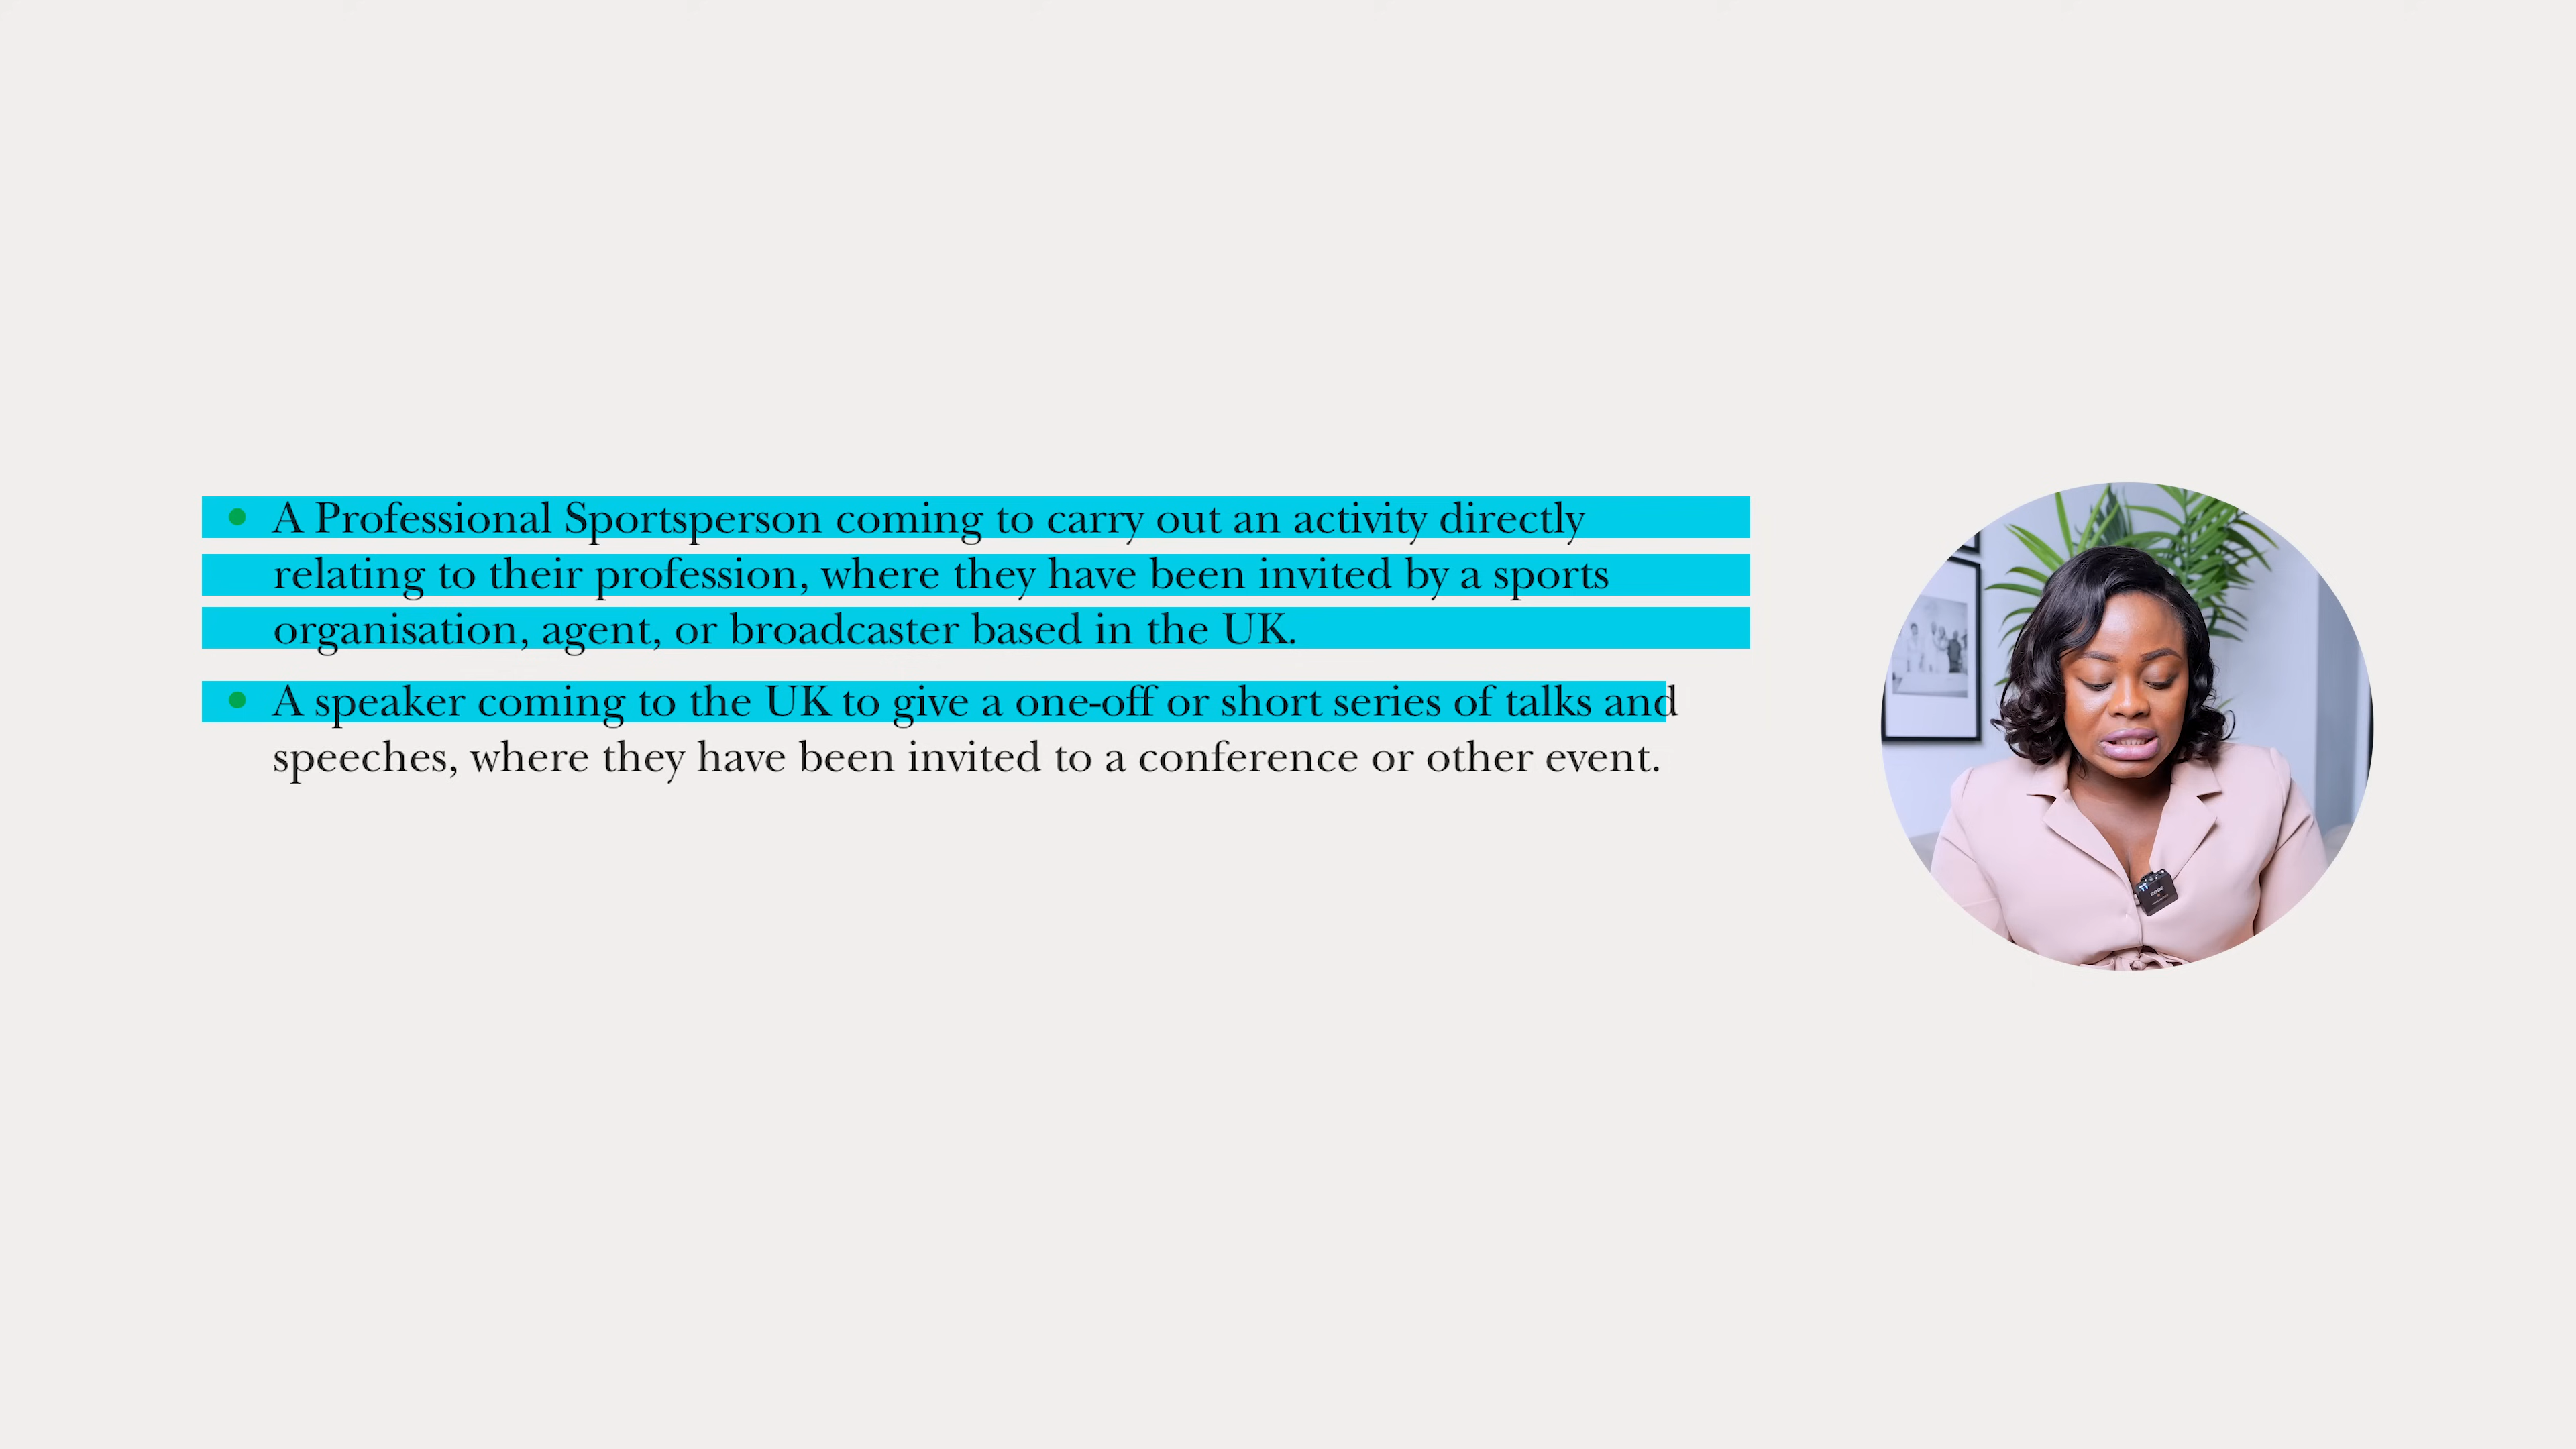 A Professional Sportsperson coming to carry out an activity directly
relating to their profession, where they have been invited by a sports
organisation, agent, or broadcaster based in the UK.
A speaker coming to the UK to give a one-off or short series of talks and
speeches, where they have been invited to a conference or other event.